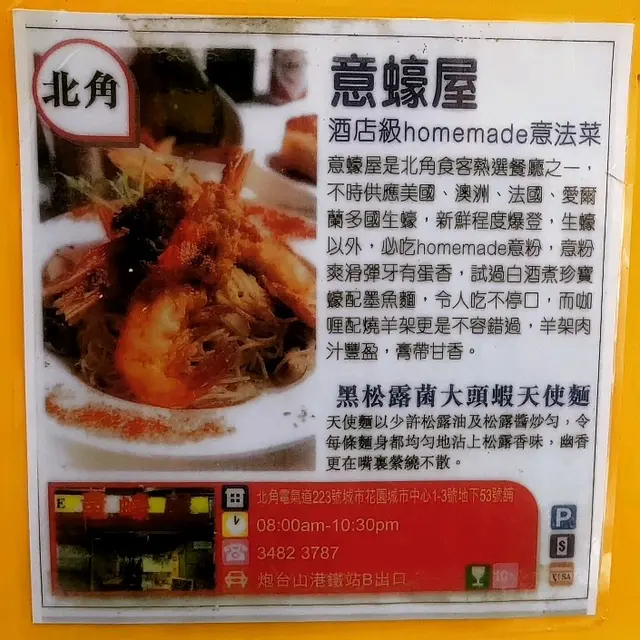 北角
意蠔屋
酒店級homemade意法菜
意蠔屋是北角食客熱選餐廳之一，
不時供應美國、澳洲、法國、愛爾
蘭多國生蠔，新鮮程度爆登，生蠔
以外，必吃homemade意粉，意粉
爽滑彈牙有蛋香，試過白酒煮珍寶
蠔配墨魚麵，令人吃不停口，而咖
喱配燒羊架更是不容錯過，羊架肉
汁豐盈，膏帶甘香。
黑松露菌大頭蝦天使麵
天使麵以少許松露油及松露醬炒勻，令
每條麵身都均勻地沾上松露香味，幽香
更在嘴裏縈繞不散。
北角電氣道223號城市花園城市中心1-3號地下53號舖
08:00am-10:30pm
3482 3787
炮台山港鐵站B出口
P
$
10%
VISA